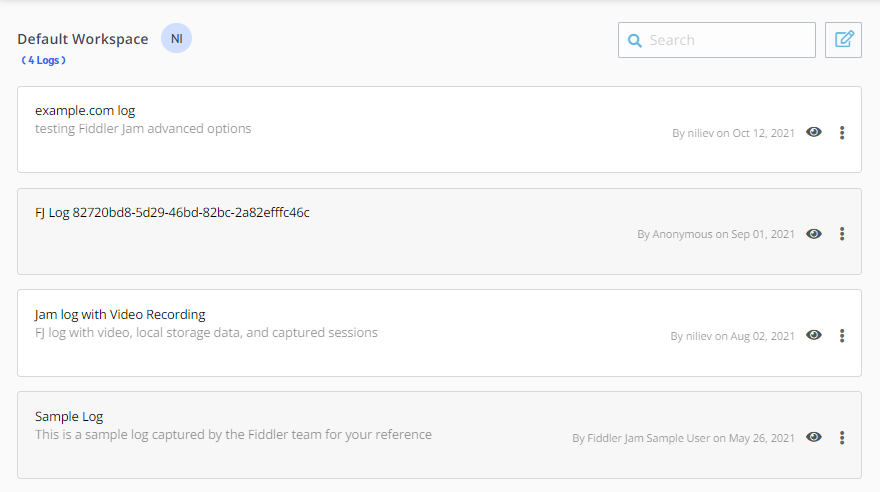 Default Workspace NI
( 4 Logs )
Search
example.com log
testing Fiddler Jam advanced options
By niliev on Oct 12, 2021
FJ Log 82720bd8-5d29-46bd-82bc-2a82efffc46c
By Anonymous on Sep 01, 2021
Jam log with Video Recording
FJ log with video, local storage data, and captured sessions
By niliev on Aug 02, 2021
Sample Log
This is a sample log captured by the Fiddler team for your reference
By Fiddler Jam Sample User on May 26, 2021